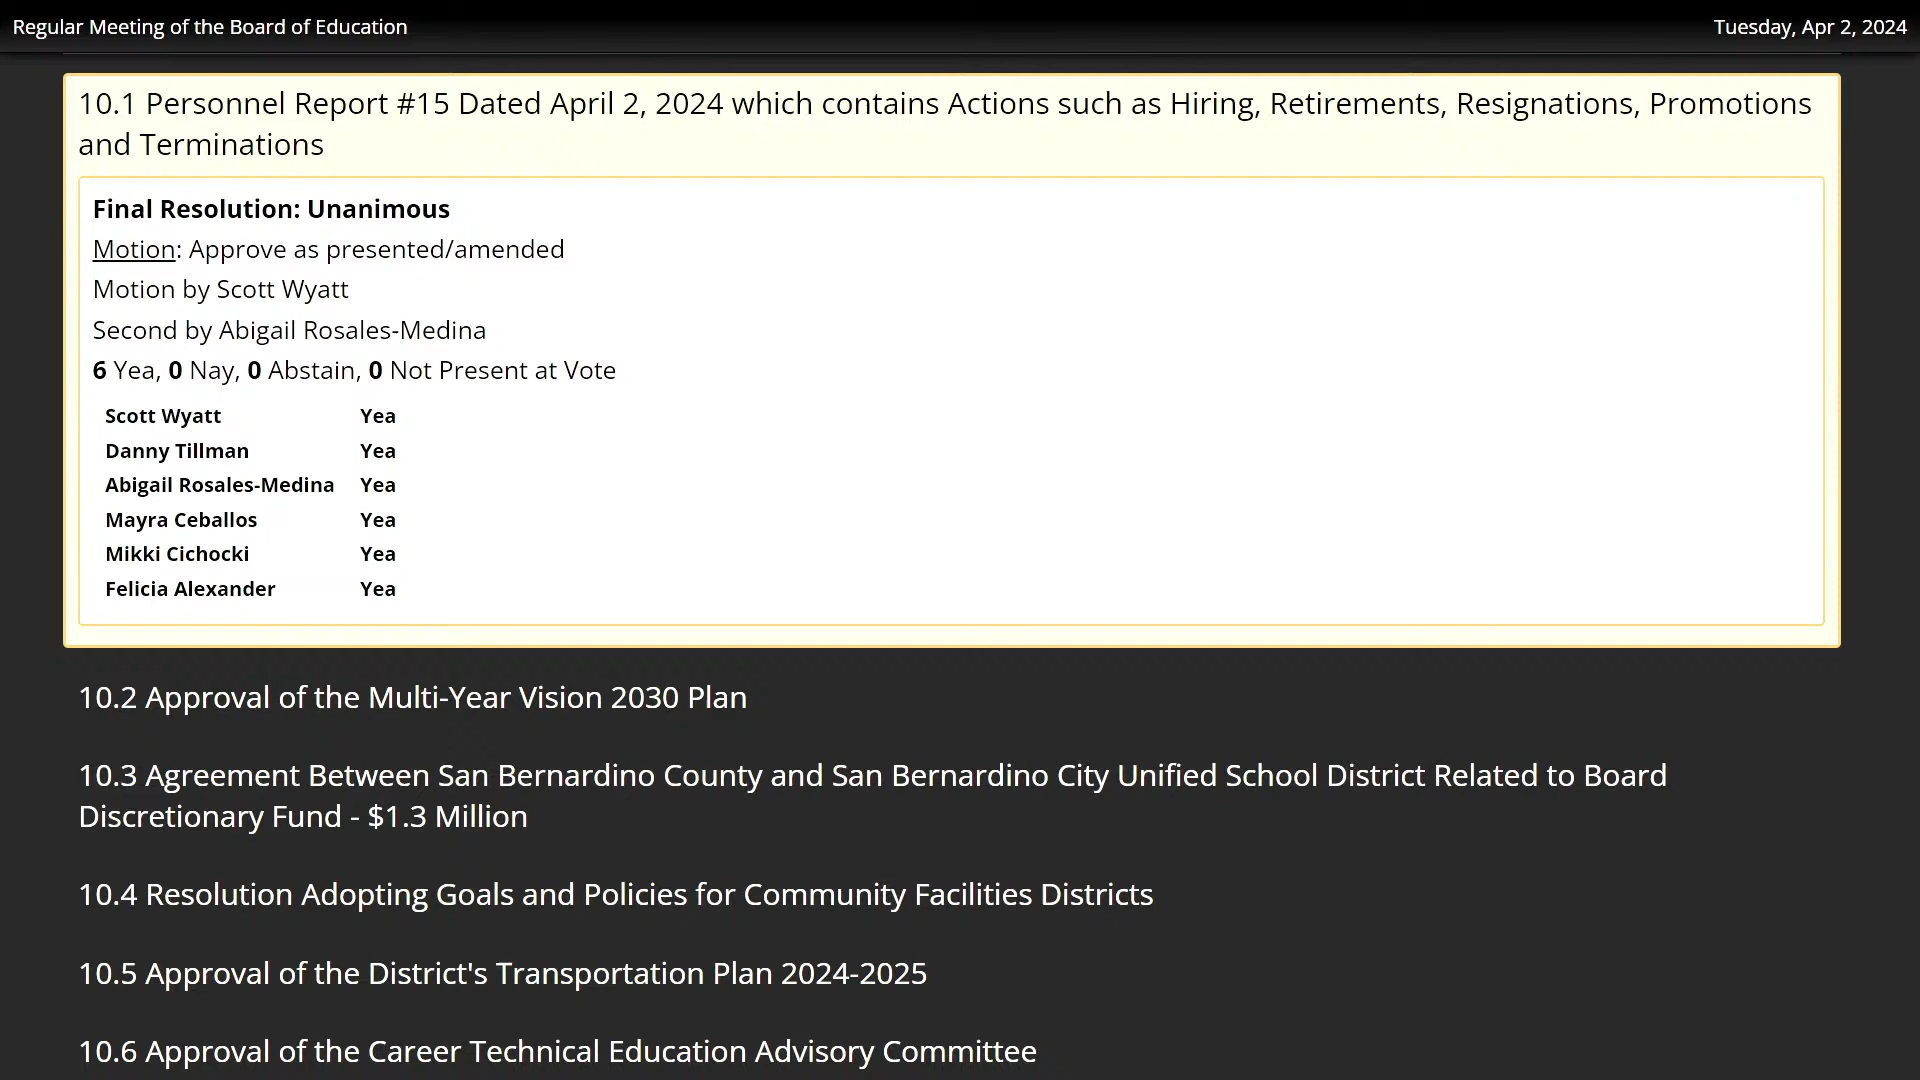 Regular Meeting of the Board of Education
Tuesday, Apr 2, 2024
10.1 Personnel Report #15 Dated April 2, 2024 which contains Actions such as Hiring, Retirements, Resignations, Promotions
and Terminations
Final Resolution: Unanimous
Motion: Approve as presented/amended
Motion by Scott Wyatt
Second by Abigail Rosales-Medina
6 Yea, 0 Nay, 0 Abstain, 0 Not Present at Vote
Scott Wyatt Yea
Danny Tillman Yea
Abigail Rosales-Medina Yea
Mayra Ceballos Yea
Mikki Cichocki Yea
Felicia Alexander Yea
10.2 Approval of the Multi-Year Vision 2030 Plan
10.3 Agreement Between San Bernardino County and San Bernardino City Unified School District Related to Board
Discretionary Fund - $1.3 Million
10.4 Resolution Adopting Goals and Policies for Community Facilities Districts
10.5 Approval of the District's Transportation Plan 2024-2025
10.6 Approval of the Career Technical Education Advisory Committee